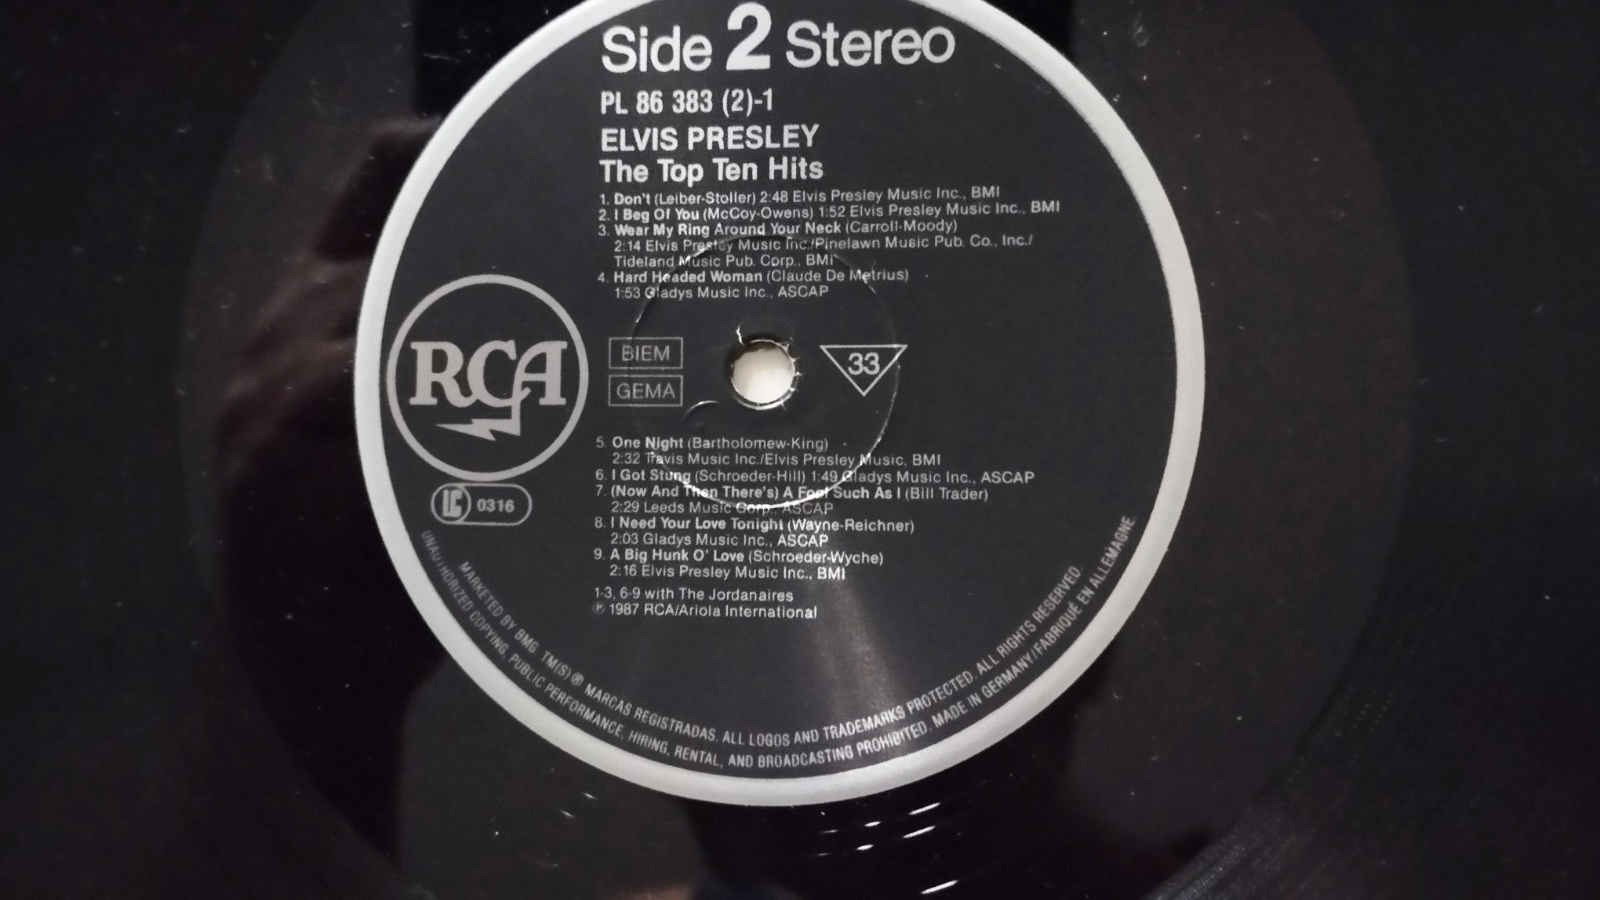 Side 2 Stereo
PL 86 383 (2)-1
ELVIS PRESLEY
The Top Ten Hits
1. Don't (Leiber-Stoller) 2:48 Elvis Presley Music Inc., BMI
2. I Beg Of You (McCoy-Owens) 1:52 Elvis Presley Music Inc., BMI
3. Wear My Ring Around Your Neck (Carroll-Moody)
2:14 Elvis Presley Music Inc./Pinelawn Music Pub. Co., Inc./
Tideland Music Pub. Corp., BMI
4. Hard Headed Woman (Claude De Metrius)
1:53 Gladys Music Inc., ASCAP
RCA
BIEM
GEMA
33
5. One Night (Bartholomew-King)
2:32 Travis Music Inc./Elvis Presley Music, BMI
6. I Got Stung (Schroeder-Hill) 1:49 Gladys Music Inc., ASCAP
7. (Now And Then There's) A Fool Such As I (Bill Trader)
2:29 Leeds Music Corp., ASCAP
8. I Need Your Love Tonight (Wayne-Reichner)
2:03 Gladys Music Inc., ASCAP
9. A Big Hunk O' Love (Schroeder-Wyche)
2:16 Elvis Presley Music Inc., BMI
LC 0316
1-3, 6-9 with The Jordanaires
℗ 1987 RCA/Ariola International
MARKETED BY BMG. TM(S) ® MARCAS REGISTRADAS. ALL LOGOS AND TRADEMARKS PROTECTED. ALL RIGHTS RESERVED.
UNAUTHORIZED COPYING, PUBLIC PERFORMANCE, HIRING, RENTAL, AND BROADCASTING PROHIBITED. MADE IN GERMANY/FABRIQUÉ EN ALLEMAGNE.